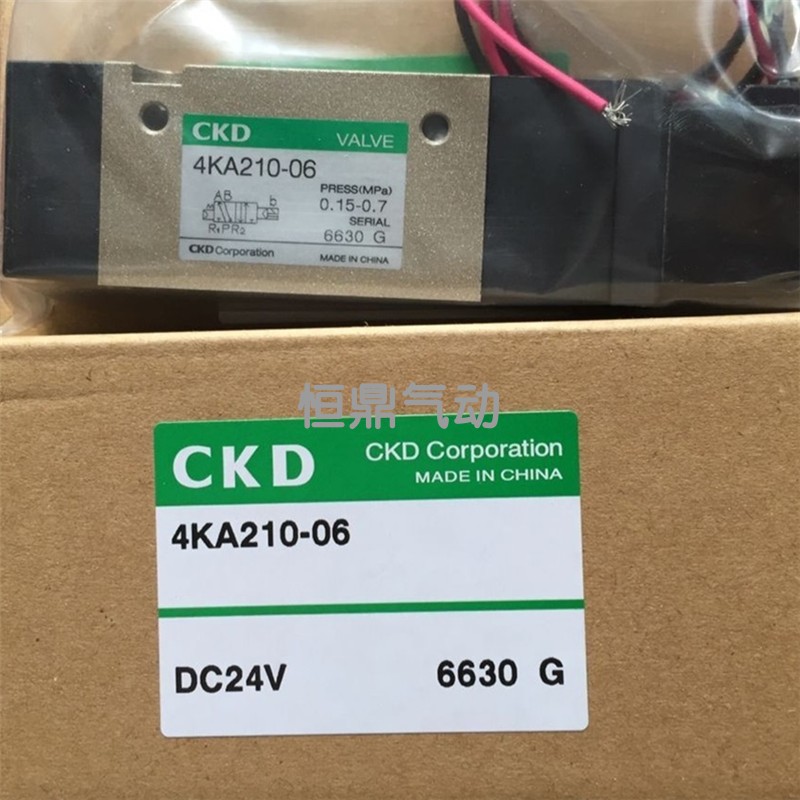 CKD
VALVE
4KA210-06
PRESS(MPa)
AB
b
0.15-0.7
SERIAL
R₁PR₂
6630 G
CKD Corporation
MADE IN CHINA
恒鼎气动
CKD
CKD Corporation
MADE IN CHINA
4KA210-06
DC24V
6630 G